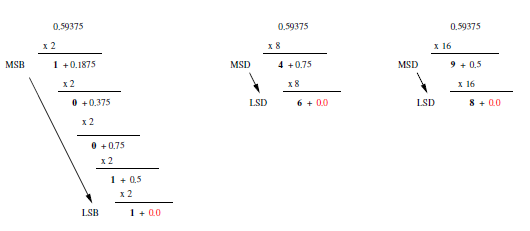 0.59375
x 2
MSB 1 + 0.1875
x 2
0 + 0.375
x 2
0 + 0.75
x 2
1 + 0.5
x 2
LSB 1 + 0.0
0.59375
x 8
MSD 4 + 0.75
x 8
LSD 6 + 0.0
0.59375
x 16
MSD 9 + 0.5
x 16
LSD 8 + 0.0